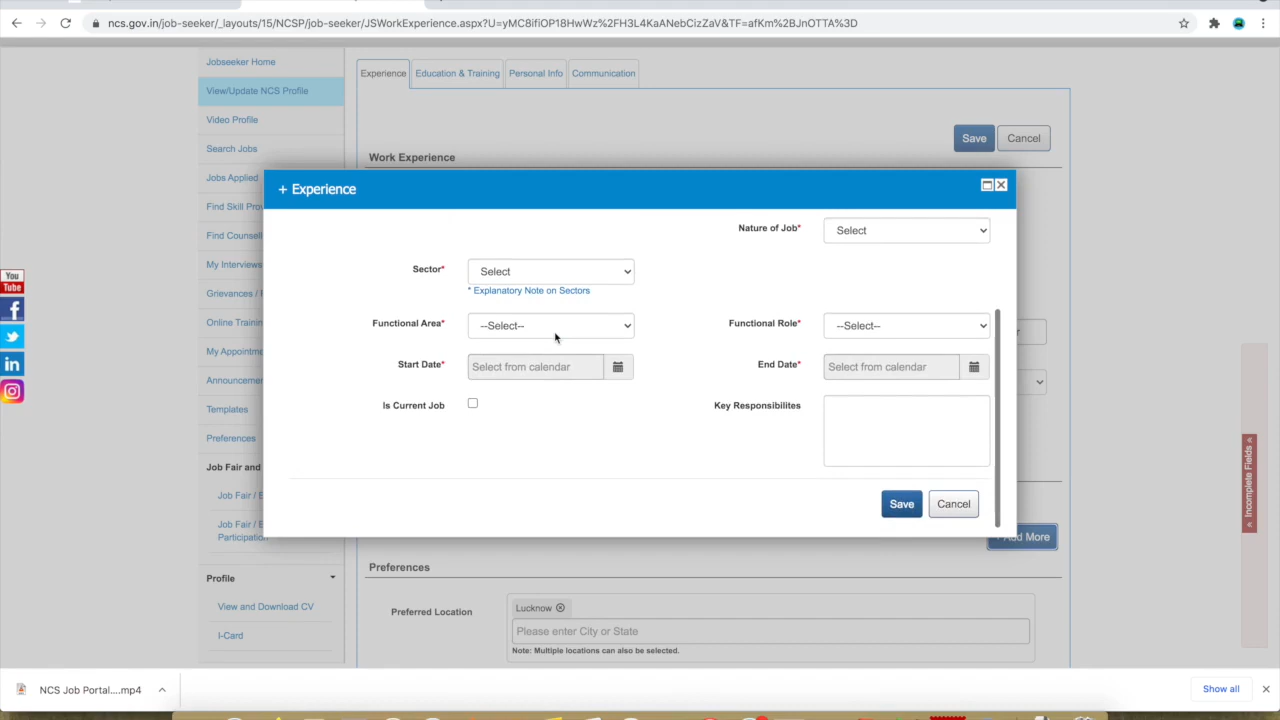 ncs.gov.in/job-seeker/_layouts/15/NCSP/job-seeker/JSWorkExperience.aspx?U=yMC8ifiOP18HwWz%2FH3L4KaANebCizZaV&TF=afKm%2BJnOTTA%3D
Jobseeker Home
View/Update NCS Profile
Video Profile
Search Jobs
Jobs Applied
Find Skill Pro
Find Counsell
My Interviews
Grievances /
Online Trainin
My Appointme
Announcemen
Templates
Preferences
Job Fair and
Job Fair / E
Job Fair / E
Participation
Profile
View and Download CV
I-Card
You
Tube
Experience
Education & Training
Personal Info
Communication
Save
Cancel
Work Experience
+ Experience
Nature of Job*
Select
Sector*
Select
* Explanatory Note on Sectors
Functional Area*
--Select--
Functional Role*
--Select--
Start Date*
Select from calendar
End Date*
Select from calendar
Is Current Job
Key Responsibilites
Save
Cancel
+ Add More
Preferences
Preferred Location
Lucknow
Please enter City or State
Note: Multiple locations can also be selected.
Incomplete Fields
NCS Job Portal....mp4
Show all